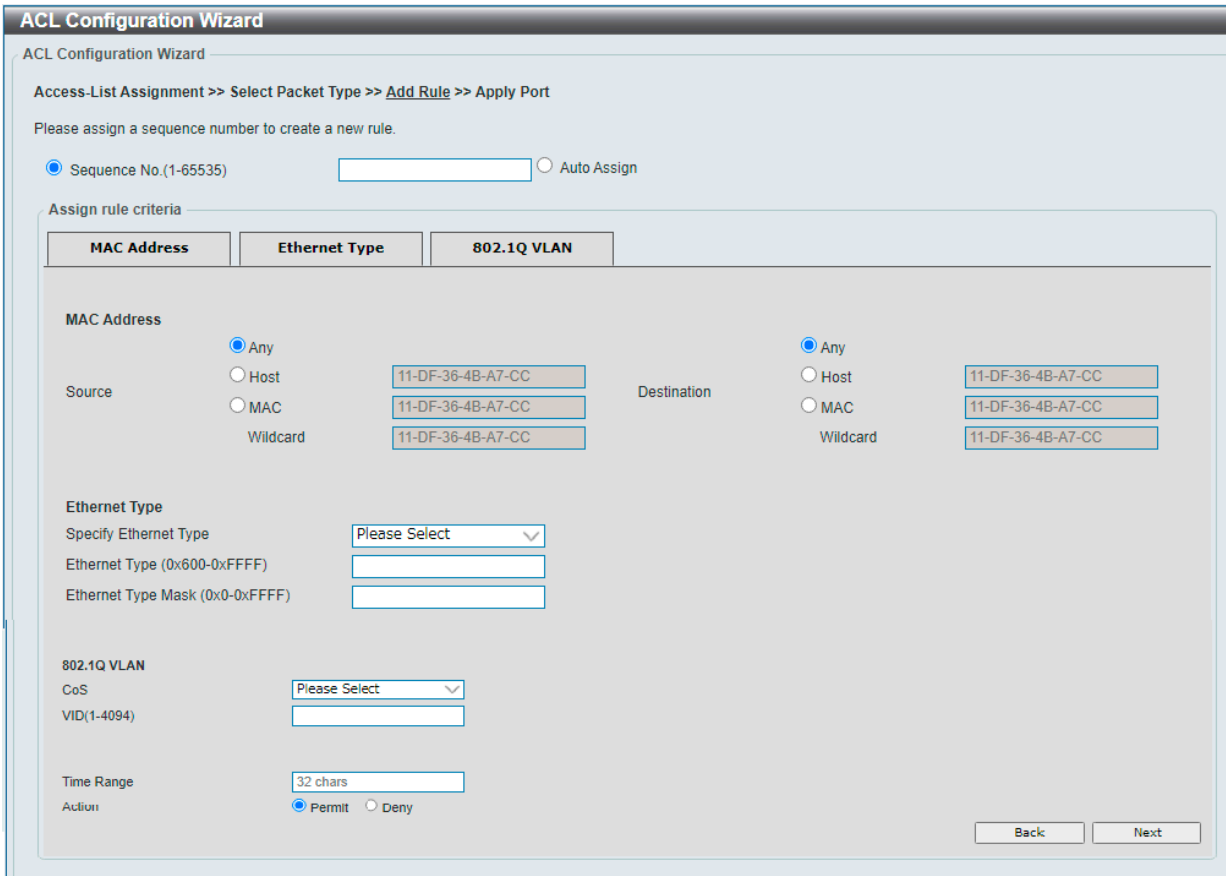 ACL Configuration Wizard
ACL Configuration Wizard
Access-List Assignment >> Select Packet Type >> Add Rule >> Apply Port
Please assign a sequence number to create a new rule.
Sequence No.(1-65535) Auto Assign
Assign rule criteria
MAC Address Ethernet Type 802.1Q VLAN
MAC Address
Any Any
Source Host 11-DF-36-4B-A7-CC Destination Host 11-DF-36-4B-A7-CC
MAC 11-DF-36-4B-A7-CC MAC 11-DF-36-4B-A7-CC
Wildcard 11-DF-36-4B-A7-CC Wildcard 11-DF-36-4B-A7-CC
Ethernet Type
Specify Ethernet Type Please Select
Ethernet Type (0x600-0xFFFF)
Ethernet Type Mask (0x0-0xFFFF)
802.1Q VLAN
CoS Please Select
VID(1-4094)
Time Range 32 chars
Action Permit Deny
Back Next